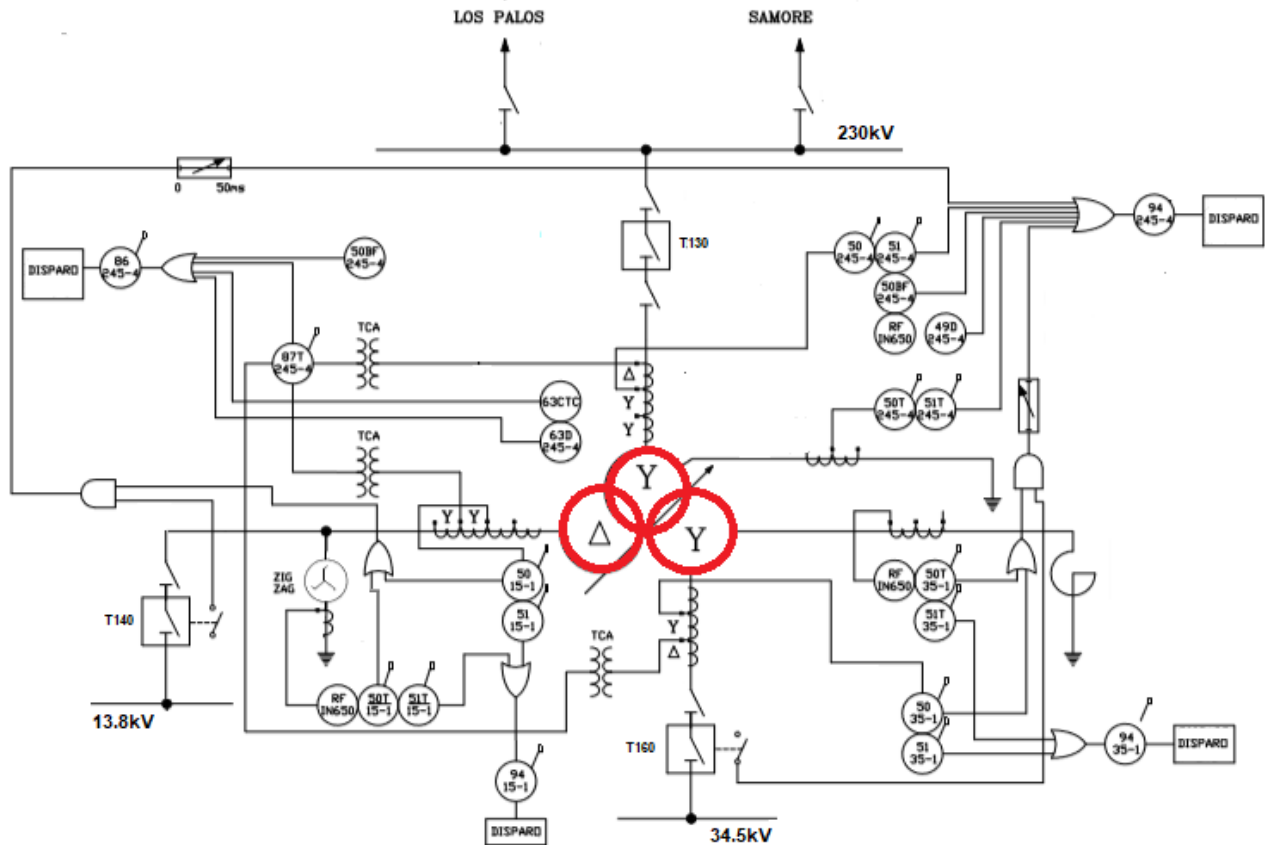 LOS PALOS
SAMORE
230kV
0 50ms
T130
50
245-4
51
245-4
94
245-4
DISPARO
DISPARO
86
245-4
50BF
245-4
50BF
245-4
RF
IN650
49D
245-4
TCA
87T
245-4
Δ
Y
Y
63CTC
63D
245-4
50T
245-4
51T
245-4
TCA
Y
Y Y
Δ
Y
ZIG
ZAG
50
15-1
51
15-1
RF
IN650
50T
35-1
51T
35-1
T140
TCA
Y
Δ
RF
IN650
50T
15-1
51T
15-1
13.8kV
50
35-1
51
35-1
T160
94
35-1
DISPARO
94
15-1
DISPARO
34.5kV